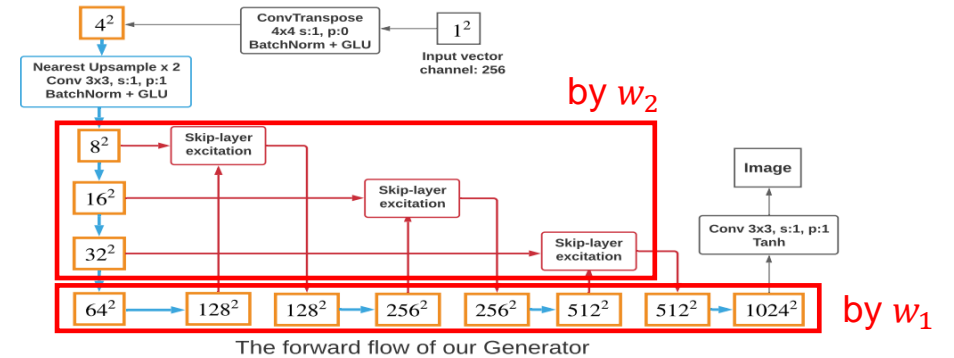 4²
ConvTranspose
4x4 s:1, p:0
BatchNorm + GLU
1²
Input vector
channel: 256
Nearest Upsample x 2
Conv 3x3, s:1, p:1
BatchNorm + GLU
by w₂
8²
Skip-layer
excitation
16²
Skip-layer
excitation
32²
Skip-layer
excitation
Image
Conv 3x3, s:1, p:1
Tanh
64² 128² 128² 256² 256² 512² 512² 1024²
by w₁
The forward flow of our Generator